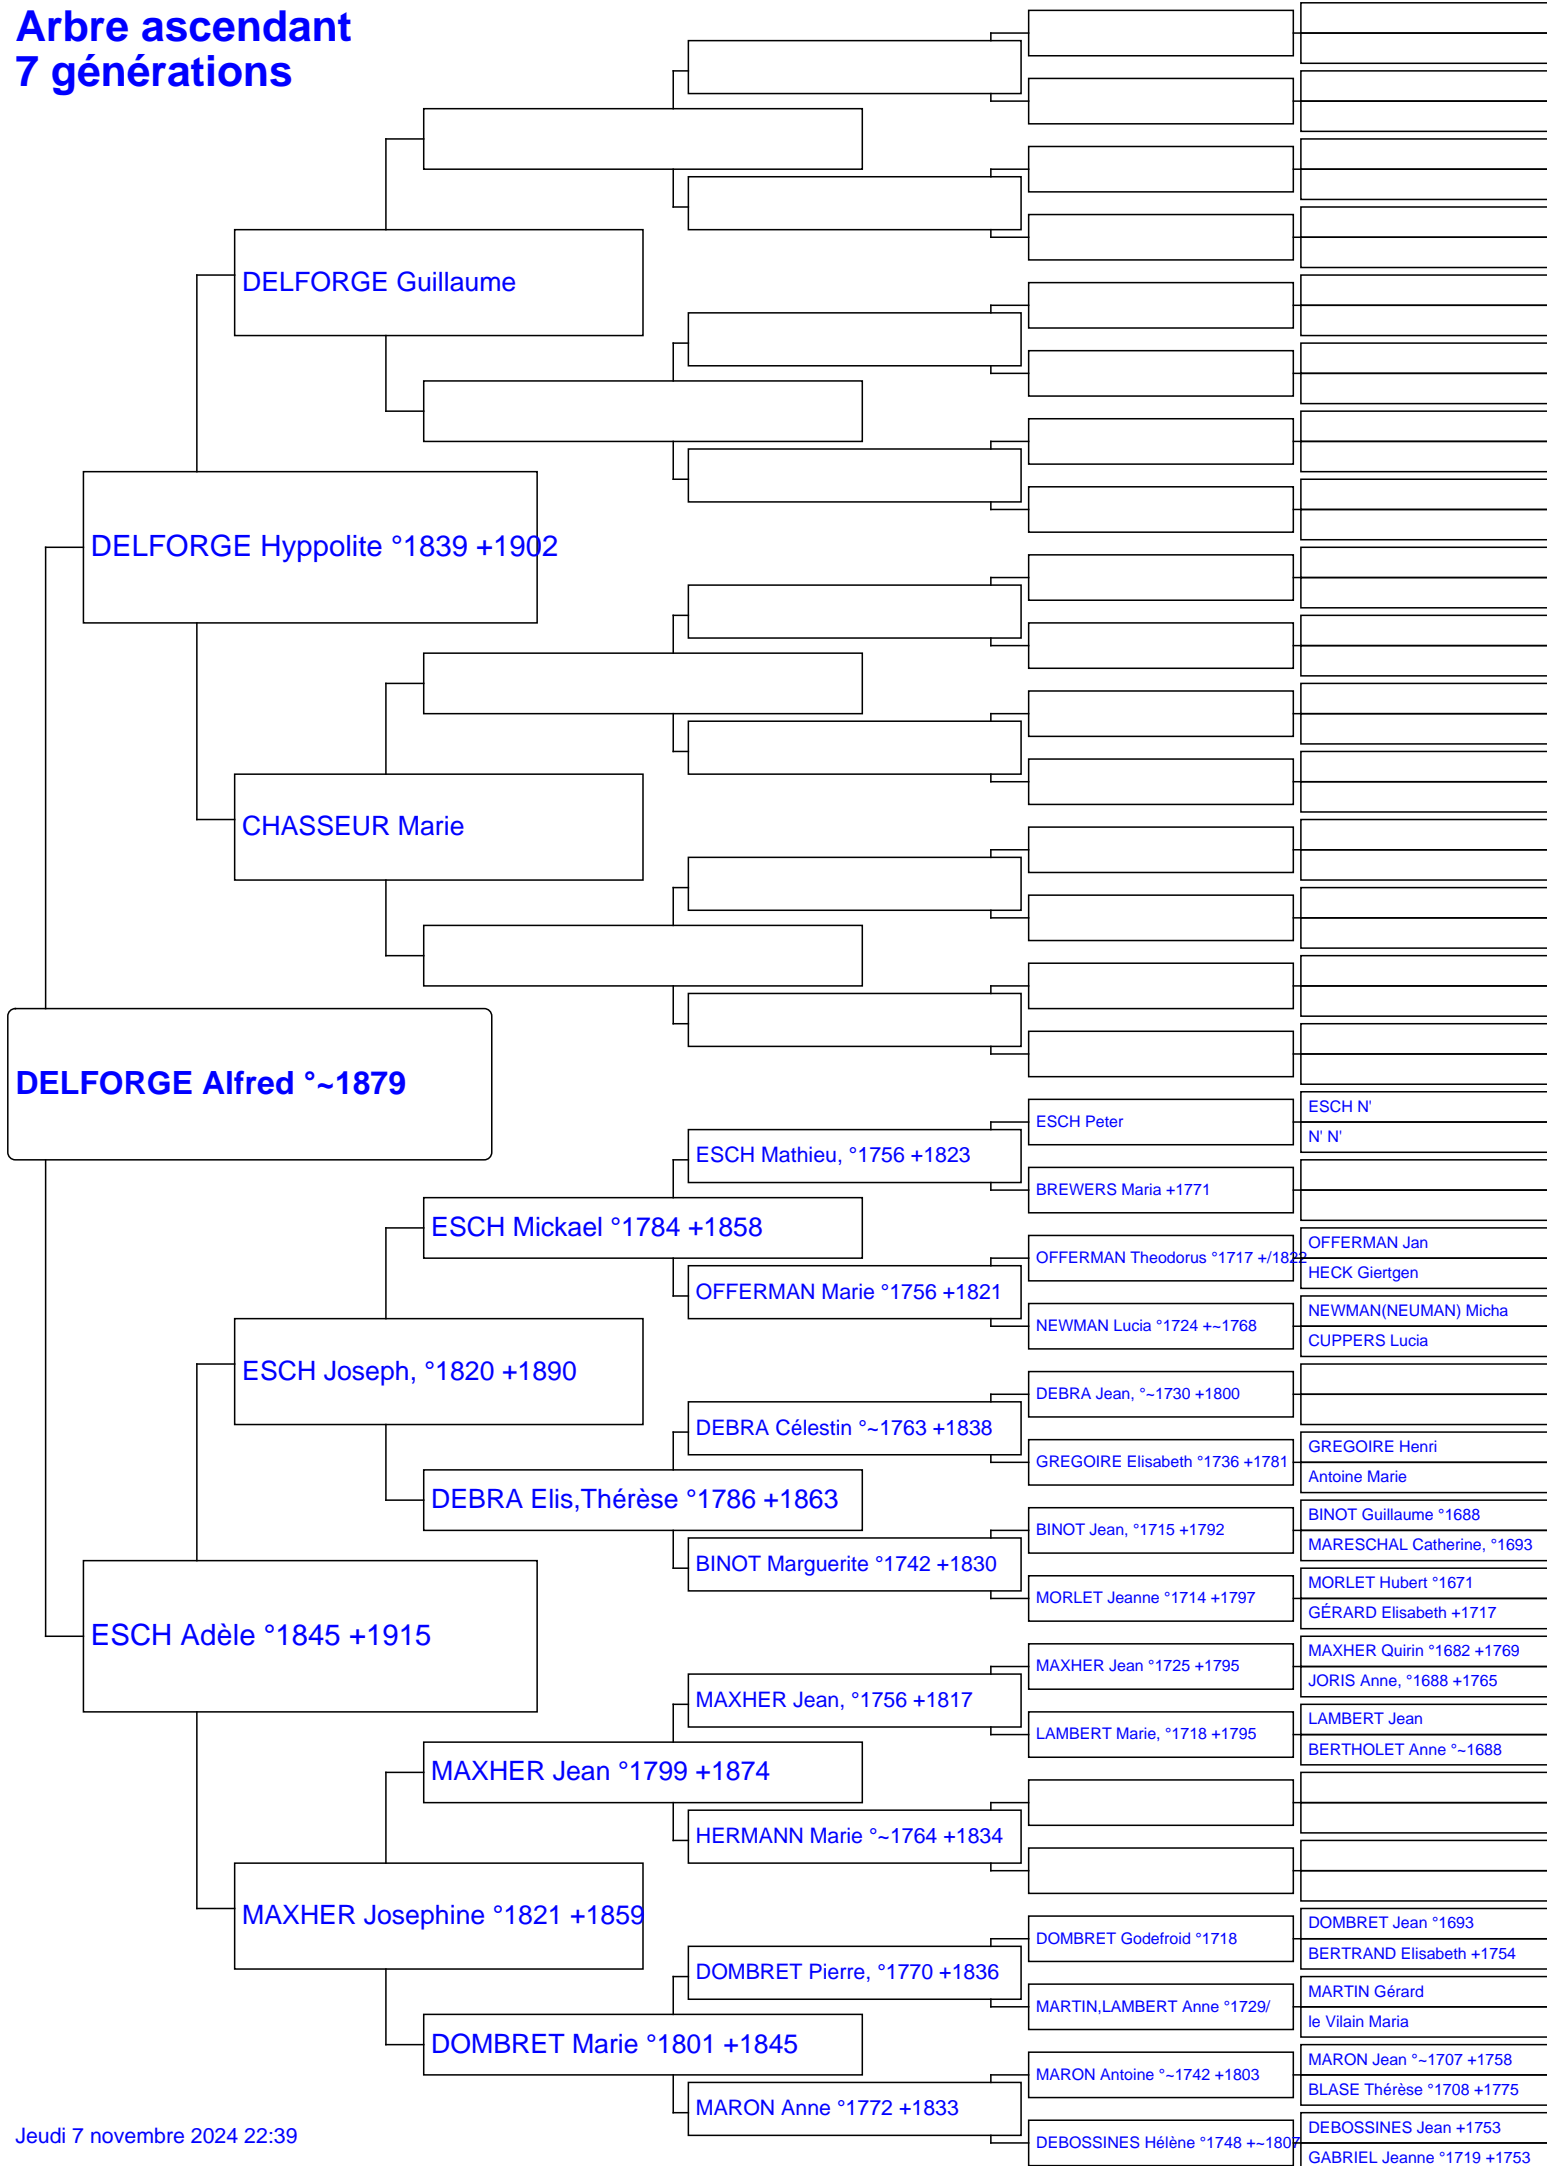 Arbre ascendant
7 générations
DELFORGE Guillaume
DELFORGE Hyppolite °1839 +1902
CHASSEUR Marie
DELFORGE Alfred °~1879
ESCH N'
ESCH Peter
N' N'
ESCH Mathieu, °1756 +1823
BREWERS Maria +1771
ESCH Mickael °1784 +1858
OFFERMAN Jan
OFFERMAN Theodorus °1717 +/1822
HECK Giertgen
OFFERMAN Marie °1756 +1821
NEWMAN(NEUMAN) Micha
NEWMAN Lucia °1724 +~1768
CUPPERS Lucia
ESCH Joseph, °1820 +1890
DEBRA Jean, °~1730 +1800
DEBRA Célestin °~1763 +1838
GREGOIRE Henri
GREGOIRE Elisabeth °1736 +1781
Antoine Marie
DEBRA Elis,Thérèse °1786 +1863
BINOT Guillaume °1688
BINOT Jean, °1715 +1792
MARESCHAL Catherine, °1693
BINOT Marguerite °1742 +1830
MORLET Hubert °1671
MORLET Jeanne °1714 +1797
GÉRARD Elisabeth +1717
ESCH Adèle °1845 +1915
MAXHER Quirin °1682 +1769
MAXHER Jean °1725 +1795
JORIS Anne, °1688 +1765
MAXHER Jean, °1756 +1817
LAMBERT Jean
LAMBERT Marie, °1718 +1795
BERTHOLET Anne °~1688
MAXHER Jean °1799 +1874
HERMANN Marie °~1764 +1834
MAXHER Josephine °1821 +1859
DOMBRET Jean °1693
DOMBRET Godefroid °1718
BERTRAND Elisabeth +1754
DOMBRET Pierre, °1770 +1836
MARTIN Gérard
MARTIN,LAMBERT Anne °1729/
le Vilain Maria
DOMBRET Marie °1801 +1845
MARON Jean °~1707 +1758
MARON Antoine °~1742 +1803
BLASE Thérèse °1708 +1775
MARON Anne °1772 +1833
DEBOSSINES Jean +1753
DEBOSSINES Hélène °1748 +~1807
GABRIEL Jeanne °1719 +1753
Jeudi 7 novembre 2024 22:39